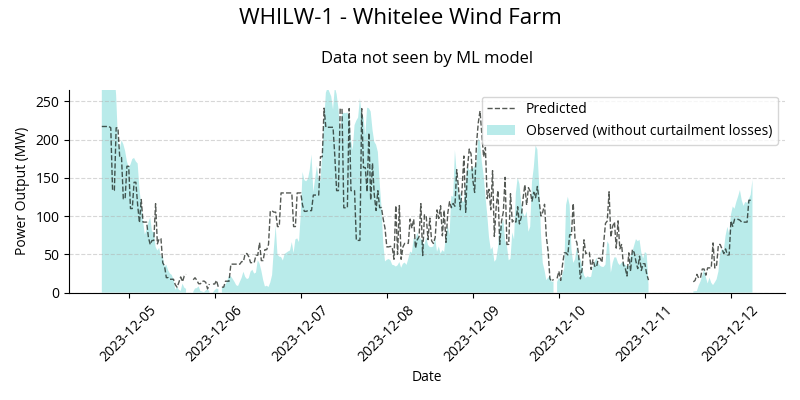 WHILW-1 - Whitelee Wind Farm
Data not seen by ML model
Power Output (MW)
250
200
150
100
50
0
Predicted
Observed (without curtailment losses)
2023-12-05
2023-12-06
2023-12-07
2023-12-08
2023-12-09
2023-12-10
2023-12-11
2023-12-12
Date